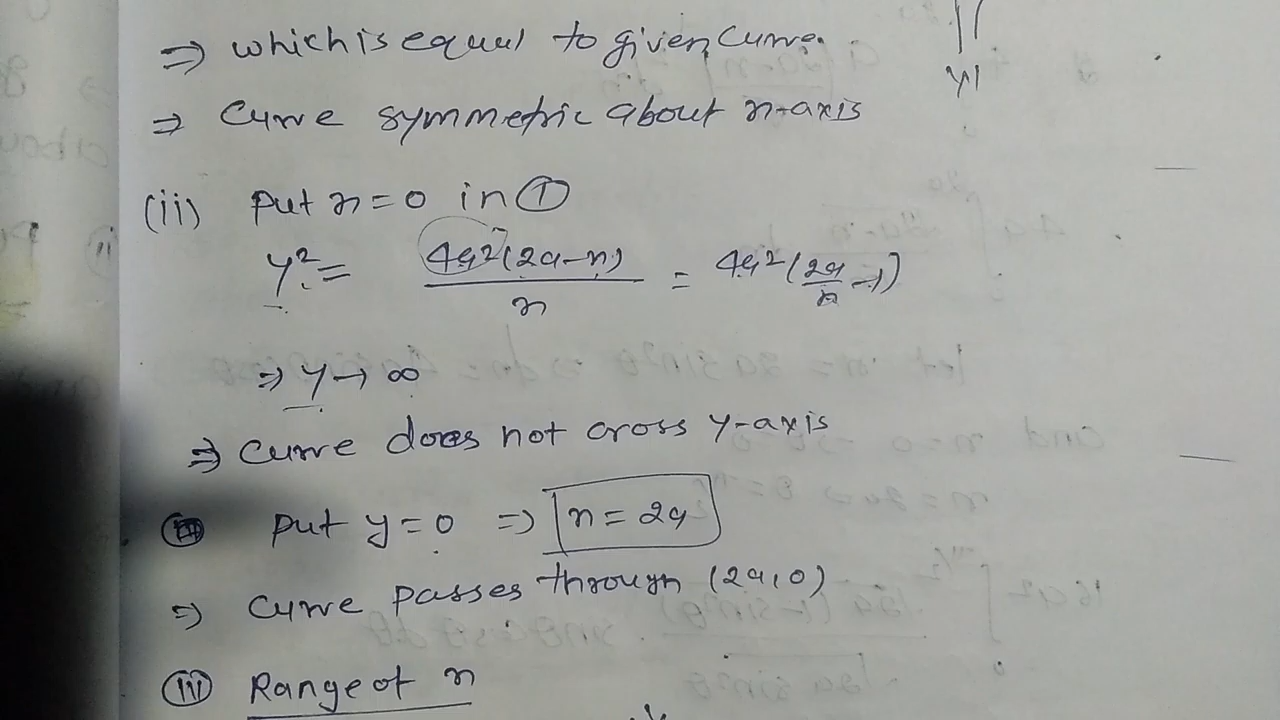 y1
⇒ which is equal to given curve.
⇒ Curve symmetric about x-axis
(ii) Put x = 0 in ①
y² = 4a²(2a-x)/x = 4a²(2a/x - 1)
⇒ y → ∞
⇒ Curve does not cross y-axis
put y = 0 ⇒ x = 2a
⇒ Curve passes through (2a, 0)
(iii) Range of x